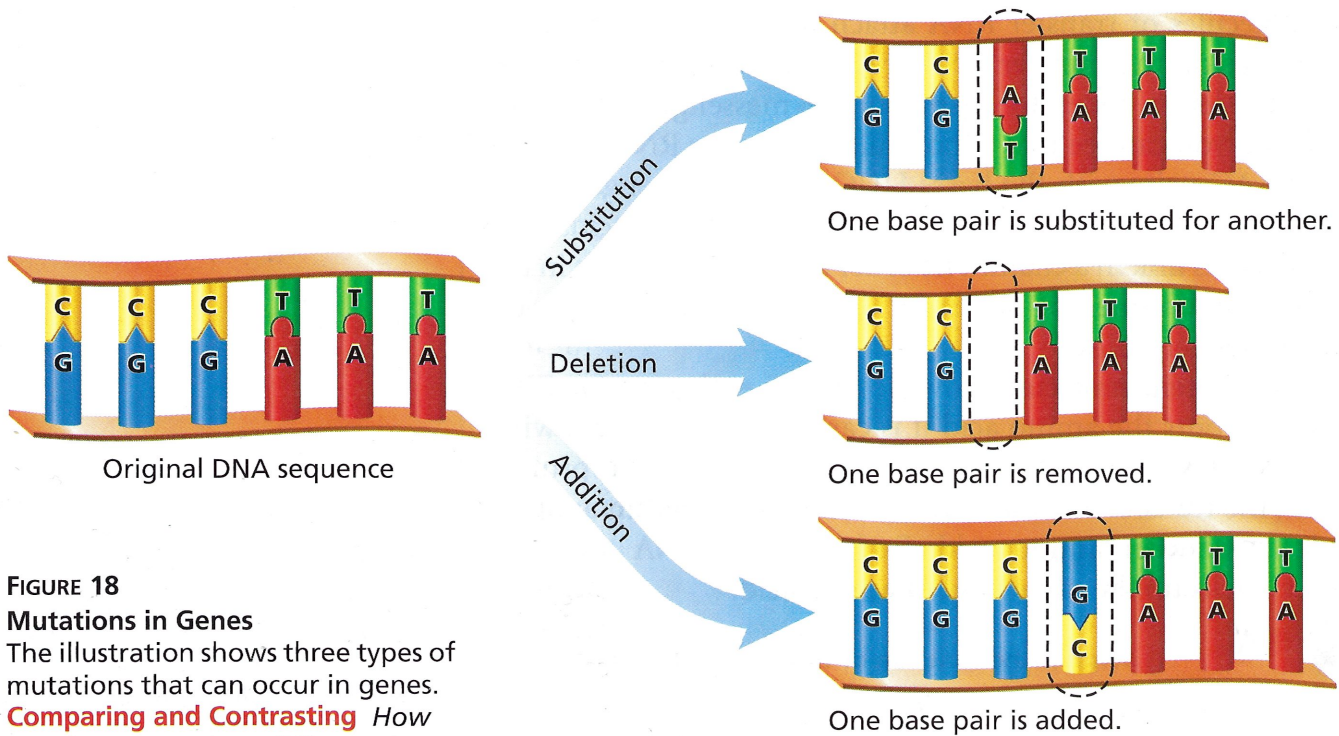 C C C T T T
G G G A A A
Original DNA sequence
FIGURE 18
Mutations in Genes
The illustration shows three types of
mutations that can occur in genes.
Comparing and Contrasting How
Substitution
C C A T T T
G G T A A A
One base pair is substituted for another.
Deletion
C C T T T
G G A A A
One base pair is removed.
Addition
C C C G T T T
G G G C A A A
One base pair is added.